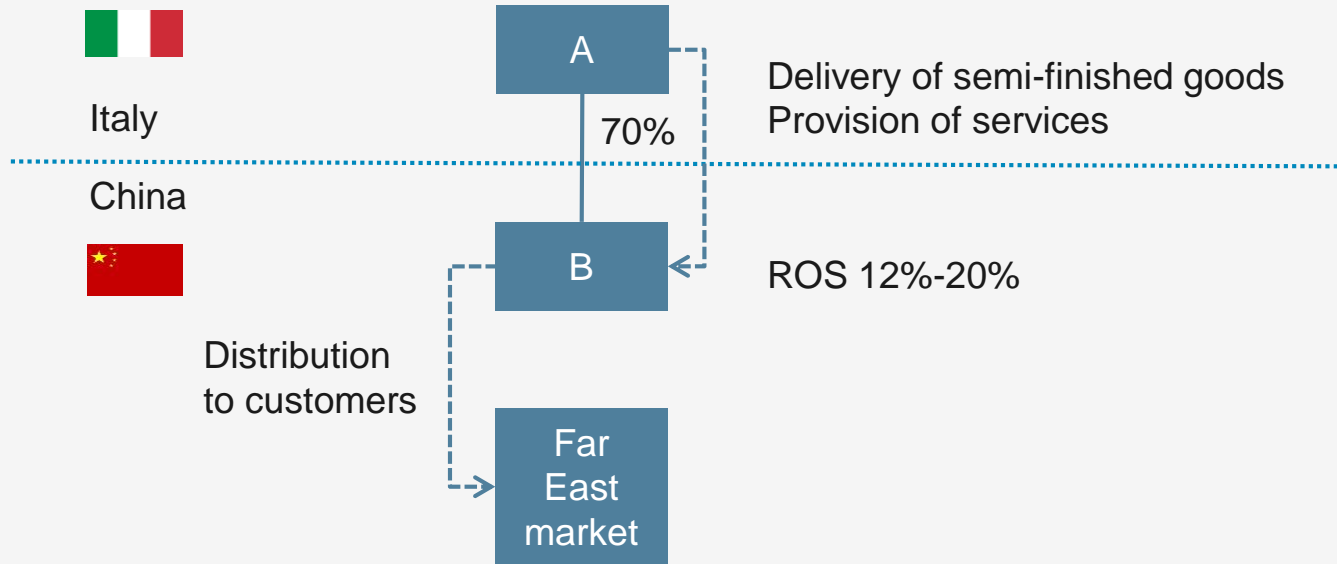 A
Delivery of semi-finished goods
Provision of services
Italy
70%
China
B
ROS 12%-20%
Distribution
to customers
Far
East
market